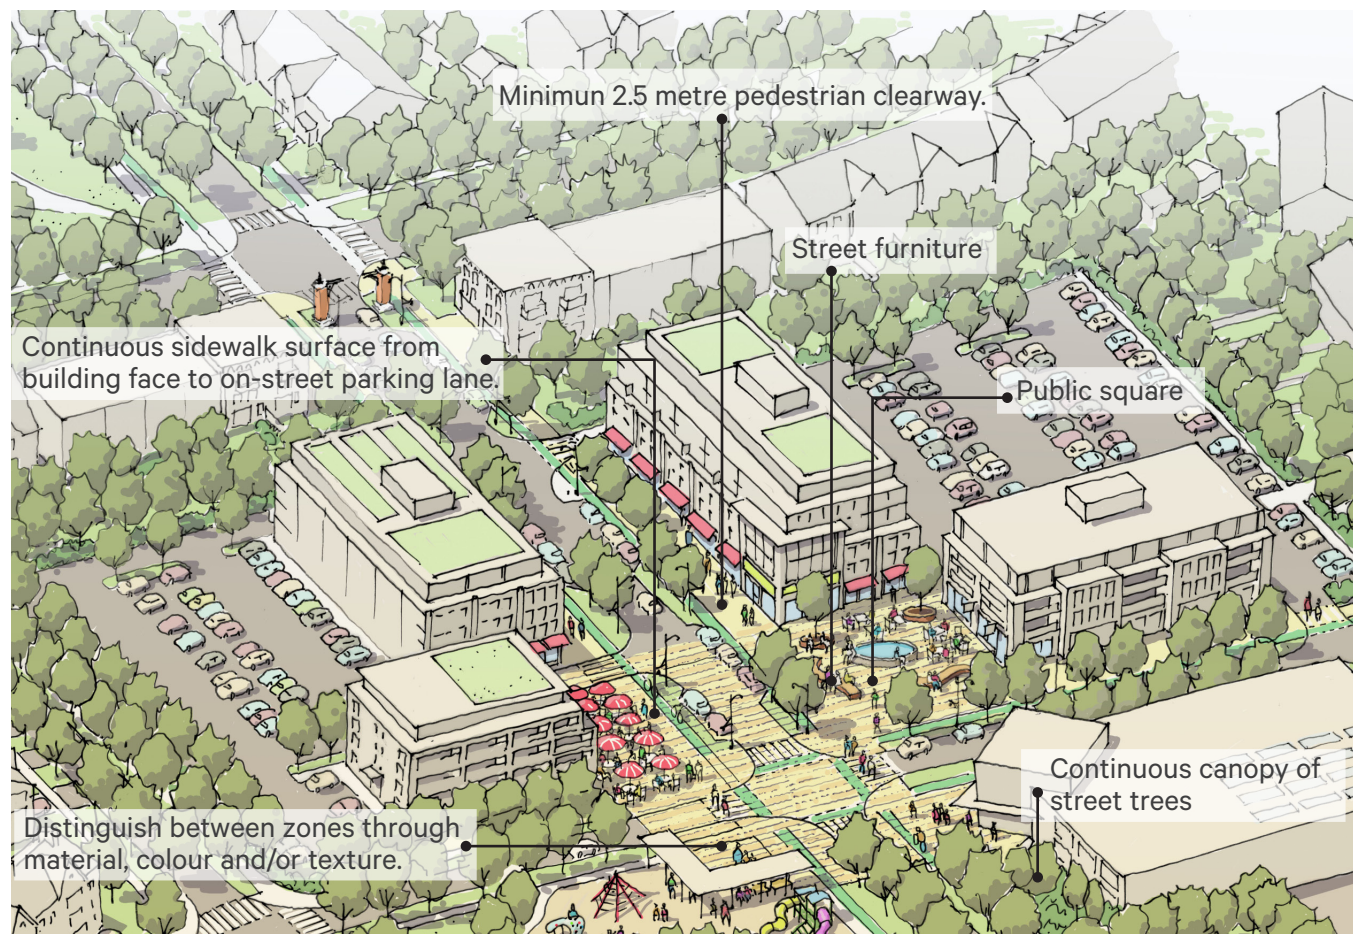 Minimun 2.5 metre pedestrian clearway.
Street furniture
Continuous sidewalk surface from
building face to on-street parking lane.
Public square
Continuous canopy of
street trees
Distinguish between zones through
material, colour and/or texture.